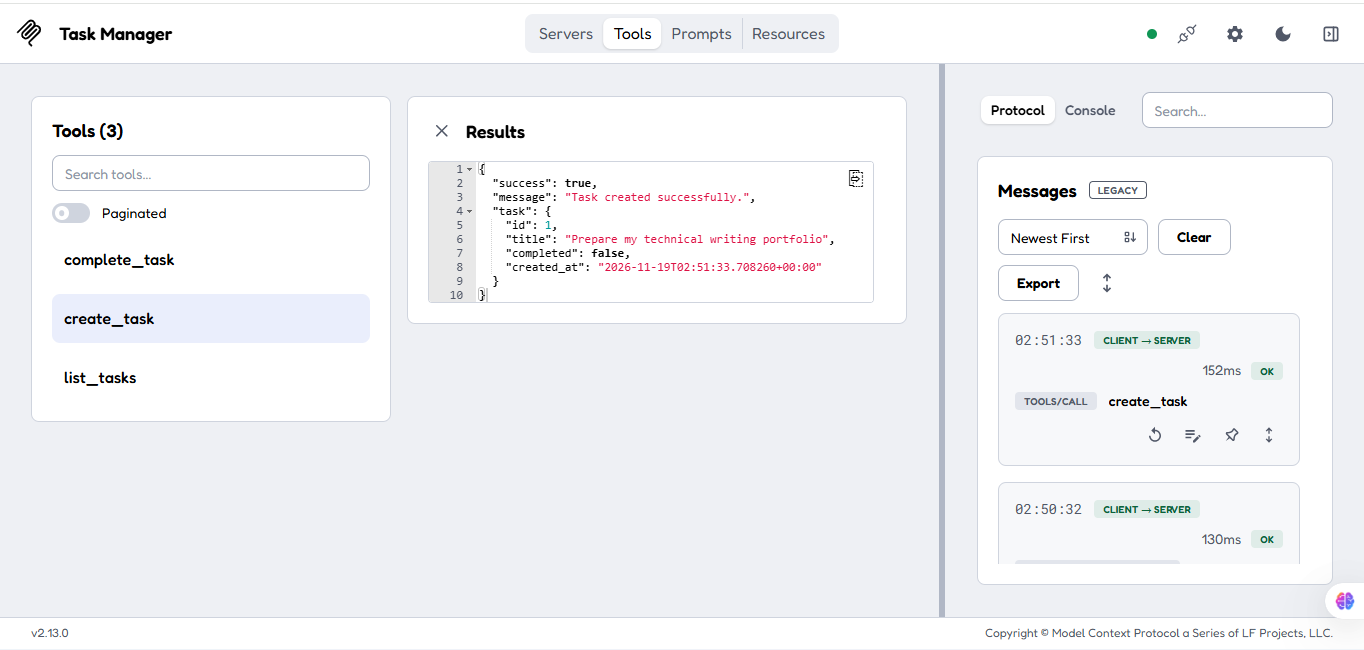 Task Manager
Servers
Tools
Prompts
Resources
Tools (3)
Search tools...
Paginated
complete_task
create_task
list_tasks
Results
1 {
2 "success": true,
3 "message": "Task created successfully.",
4 "task": {
5 "id": 1,
6 "title": "Prepare my technical writing portfolio",
7 "completed": false,
8 "created_at": "2026-11-19T02:51:33.708260+00:00"
9 }
10 }
Protocol
Console
Search...
Messages
LEGACY
Newest First
Clear
Export
02:51:33 CLIENT → SERVER
152ms OK
TOOLS/CALL create_task
02:50:32 CLIENT → SERVER
130ms OK
v2.13.0
Copyright © Model Context Protocol a Series of LF Projects, LLC.